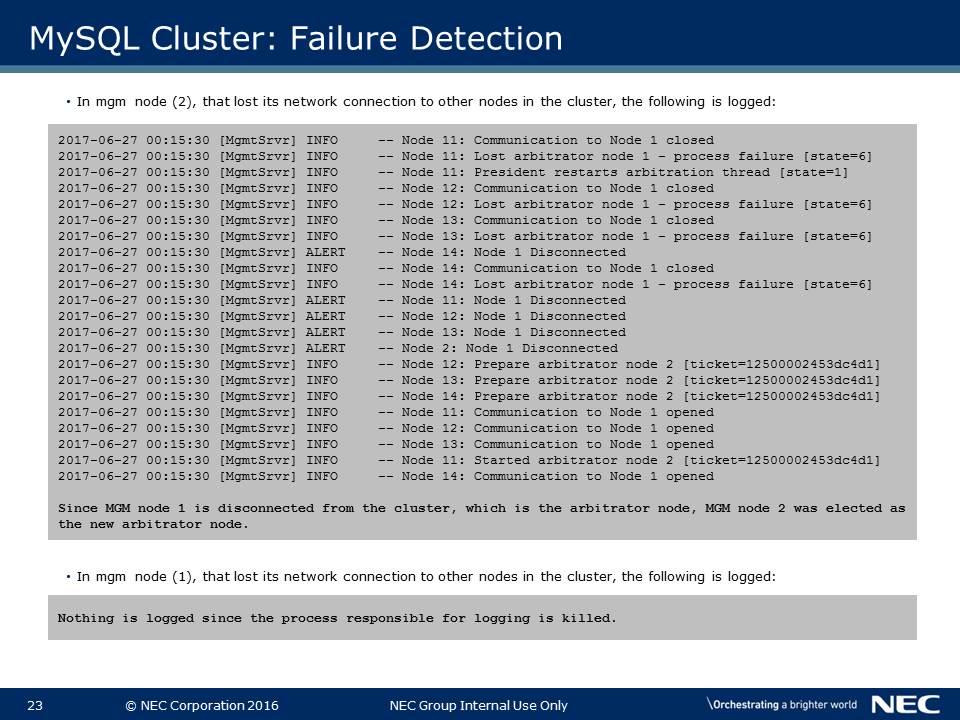 MySQL Cluster: Failure Detection
• In mgm node (2), that lost its network connection to other nodes in the cluster, the following is logged:
2017-06-27 00:15:30 [MgmtSrvr] INFO -- Node 11: Communication to Node 1 closed
2017-06-27 00:15:30 [MgmtSrvr] INFO -- Node 11: Lost arbitrator node 1 - process failure [state=6]
2017-06-27 00:15:30 [MgmtSrvr] INFO -- Node 11: President restarts arbitration thread [state=1]
2017-06-27 00:15:30 [MgmtSrvr] INFO -- Node 12: Communication to Node 1 closed
2017-06-27 00:15:30 [MgmtSrvr] INFO -- Node 12: Lost arbitrator node 1 - process failure [state=6]
2017-06-27 00:15:30 [MgmtSrvr] INFO -- Node 13: Communication to Node 1 closed
2017-06-27 00:15:30 [MgmtSrvr] INFO -- Node 13: Lost arbitrator node 1 - process failure [state=6]
2017-06-27 00:15:30 [MgmtSrvr] ALERT -- Node 14: Node 1 Disconnected
2017-06-27 00:15:30 [MgmtSrvr] INFO -- Node 14: Communication to Node 1 closed
2017-06-27 00:15:30 [MgmtSrvr] INFO -- Node 14: Lost arbitrator node 1 - process failure [state=6]
2017-06-27 00:15:30 [MgmtSrvr] ALERT -- Node 11: Node 1 Disconnected
2017-06-27 00:15:30 [MgmtSrvr] ALERT -- Node 12: Node 1 Disconnected
2017-06-27 00:15:30 [MgmtSrvr] ALERT -- Node 13: Node 1 Disconnected
2017-06-27 00:15:30 [MgmtSrvr] ALERT -- Node 2: Node 1 Disconnected
2017-06-27 00:15:30 [MgmtSrvr] INFO -- Node 12: Prepare arbitrator node 2 [ticket=12500002453dc4d1]
2017-06-27 00:15:30 [MgmtSrvr] INFO -- Node 13: Prepare arbitrator node 2 [ticket=12500002453dc4d1]
2017-06-27 00:15:30 [MgmtSrvr] INFO -- Node 14: Prepare arbitrator node 2 [ticket=12500002453dc4d1]
2017-06-27 00:15:30 [MgmtSrvr] INFO -- Node 11: Communication to Node 1 opened
2017-06-27 00:15:30 [MgmtSrvr] INFO -- Node 12: Communication to Node 1 opened
2017-06-27 00:15:30 [MgmtSrvr] INFO -- Node 13: Communication to Node 1 opened
2017-06-27 00:15:30 [MgmtSrvr] INFO -- Node 11: Started arbitrator node 2 [ticket=12500002453dc4d1]
2017-06-27 00:15:30 [MgmtSrvr] INFO -- Node 14: Communication to Node 1 opened
Since MGM node 1 is disconnected from the cluster, which is the arbitrator node, MGM node 2 was elected as
the new arbitrator node.
• In mgm node (1), that lost its network connection to other nodes in the cluster, the following is logged:
Nothing is logged since the process responsible for logging is killed.
23 © NEC Corporation 2016 NEC Group Internal Use Only \Orchestrating a brighter world NEC